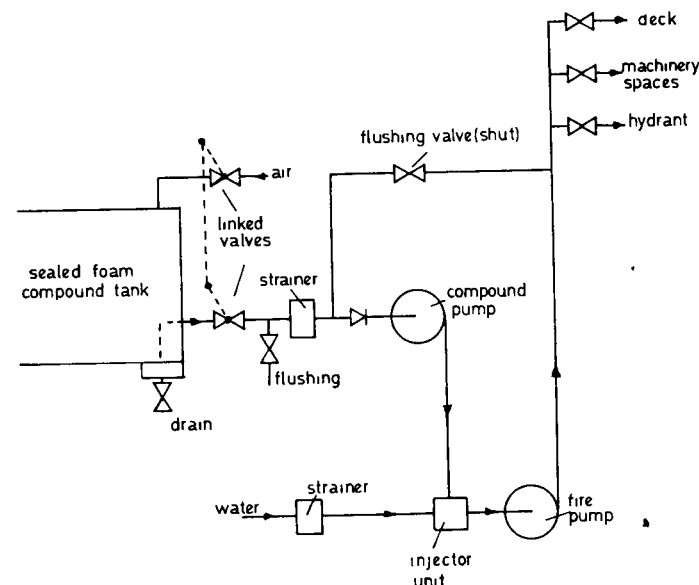 deck
machinery
spaces
hydrant
flushing valve(shut)
air
linked
valves
sealed foam
compound tank
strainer
compound
pump
flushing
drain
strainer
water
fire
pump
injector
unit